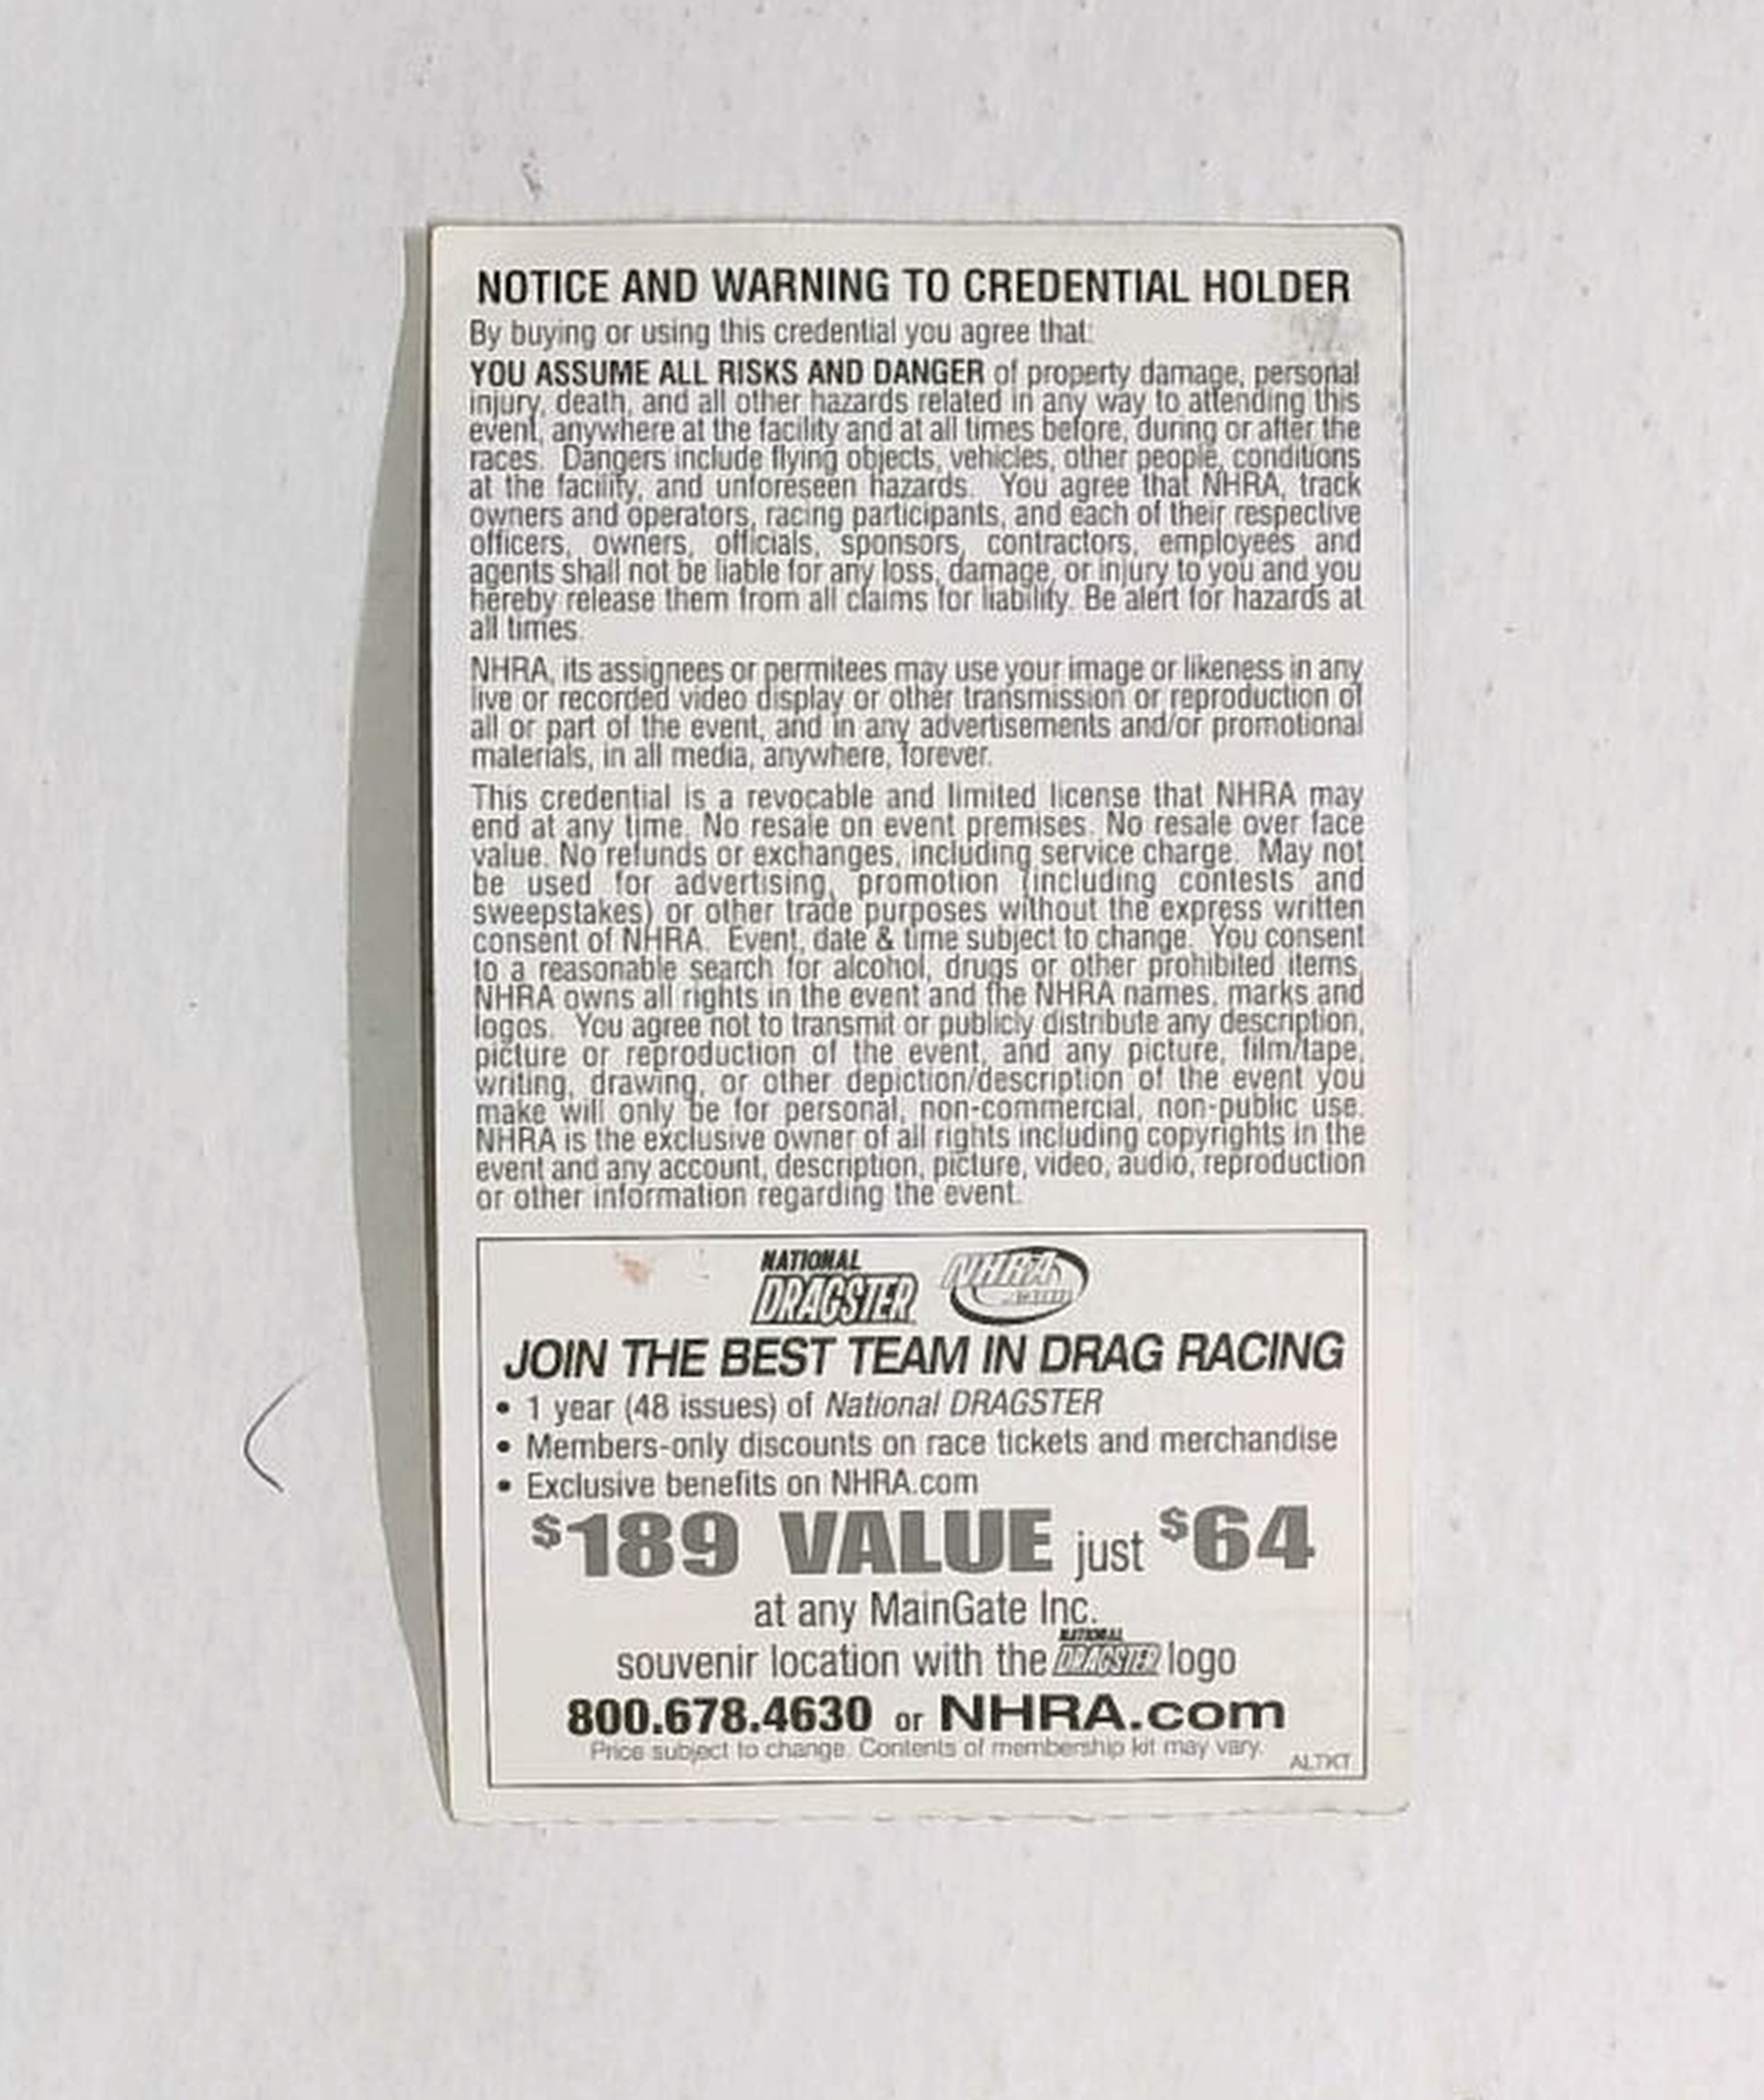 NOTICE AND WARNING TO CREDENTIAL HOLDER
By buying or using this credential you agree that:
YOU ASSUME ALL RISKS AND DANGER of property damage, personal
injury, death, and all other hazards related in any way to attending this
event, anywhere at the facility and at all times before, during or after the
races. Dangers include flying objects, vehicles, other people, conditions
at the facility, and unforeseen hazards. You agree that NHRA, track
owners and operators, racing participants, and each of their respective
officers, owners, officials, sponsors, contractors, employees and
agents shall not be liable for any loss, damage, or injury to you and you
hereby release them from all claims for liability. Be alert for hazards at
all times.
NHRA, its assignees or permitees may use your image or likeness in any
live or recorded video display or other transmission or reproduction of
all or part of the event, and in any advertisements and/or promotional
materials, in all media, anywhere, forever.
This credential is a revocable and limited license that NHRA may
end at any time. No resale on event premises. No resale over face
value. No refunds or exchanges, including service charge. May not
be used for advertising, promotion (including contests and
sweepstakes) or other trade purposes without the express written
consent of NHRA. Event, date & time subject to change. You consent
to a reasonable search for alcohol, drugs or other prohibited items.
NHRA owns all rights in the event and the NHRA names, marks and
logos. You agree not to transmit or publicly distribute any description,
picture or reproduction of the event, and any picture, film/tape,
writing, drawing, or other depiction/description of the event you
make will only be for personal, non-commercial, non-public use.
NHRA is the exclusive owner of all rights including copyrights in the
event and any account, description, picture, video, audio, reproduction
or other information regarding the event.
NATIONAL DRAGSTER NHRA.com
JOIN THE BEST TEAM IN DRAG RACING
• 1 year (48 issues) of National DRAGSTER
• Members-only discounts on race tickets and merchandise
• Exclusive benefits on NHRA.com
$189 VALUE just $64
at any MainGate Inc.
souvenir location with the NATIONAL DRAGSTER logo
800.678.4630 or NHRA.com
Price subject to change. Contents of membership kit may vary.
ALTKT